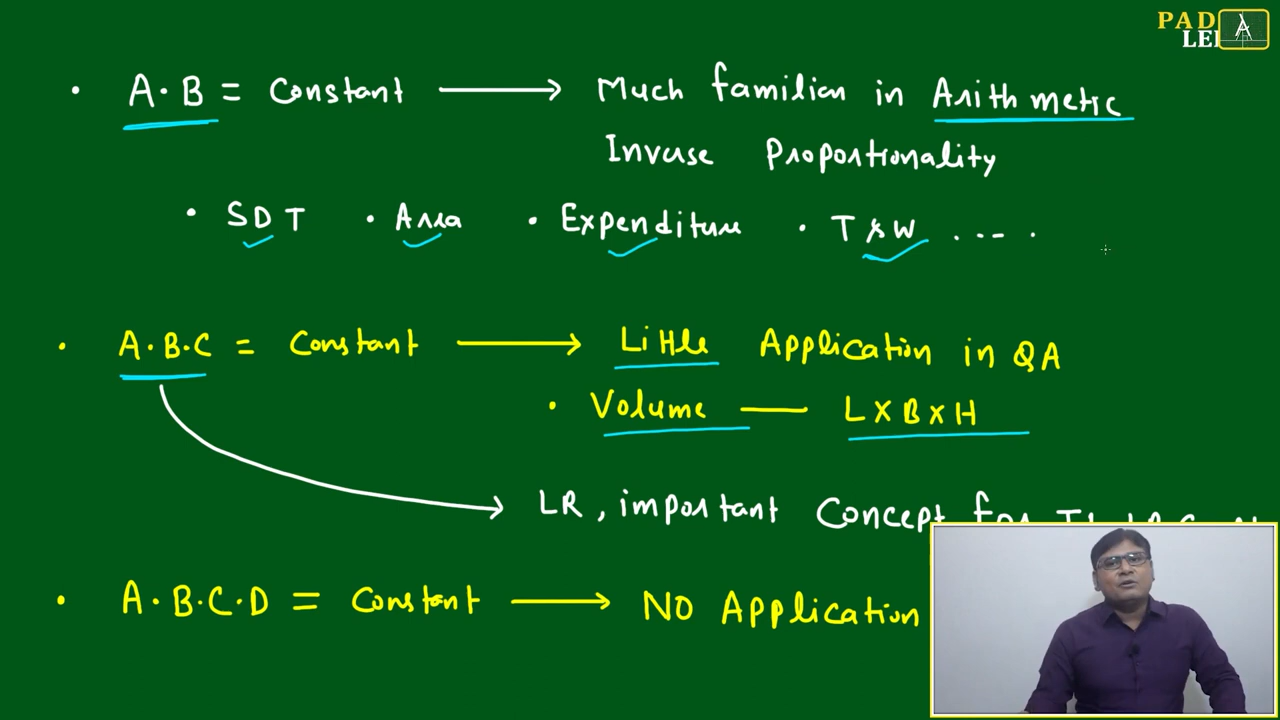 PAD
LE
• A·B = Constant → Much familiar in Arithmetic
Inverse Proportionality
• SDT • Area • Expenditure • T&W . --- .
• A·B·C = Constant → Little Application in QA
• Volume — L×B×H
LR, important Concept for
• A·B·C·D = Constant → NO Application